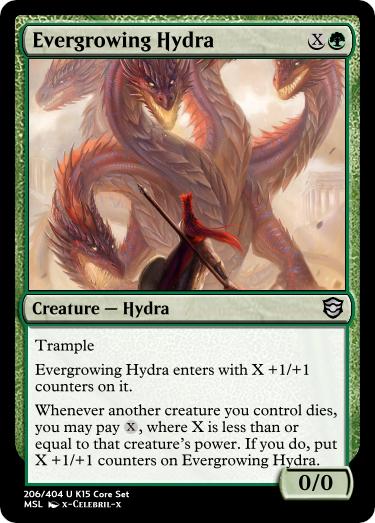 Evergrowing Hydra X
Creature — Hydra
Trample
Evergrowing Hydra enters with X +1/+1
counters on it.
Whenever another creature you control dies,
you may pay X, where X is less than or
equal to that creature's power. If you do, put
X +1/+1 counters on Evergrowing Hydra.
0/0
206/404 U K15 Core Set
MSL x-Celebril-x